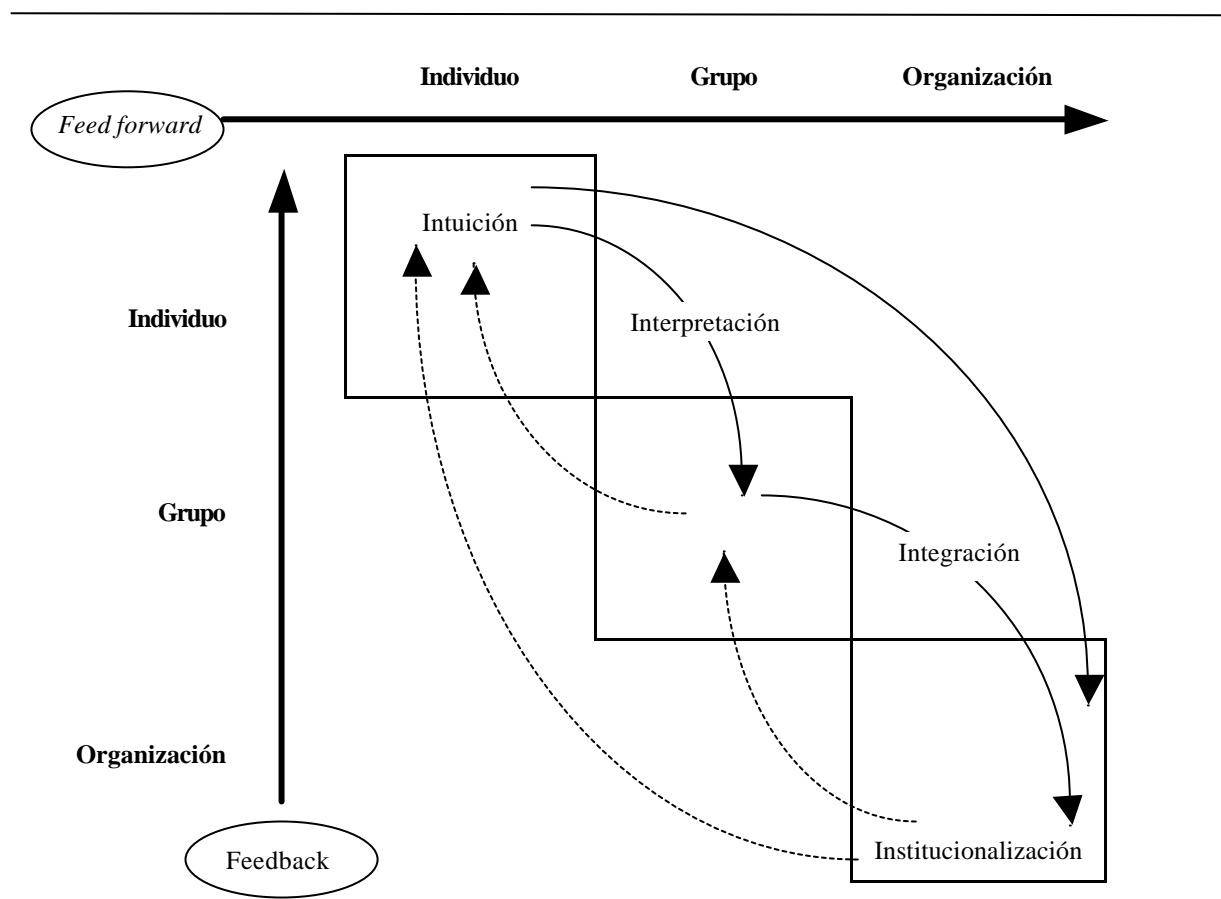 Individuo Grupo Organización
Feed forward
Intuición
Individuo
Interpretación
Grupo
Integración
Organización
Institucionalización
Feedback